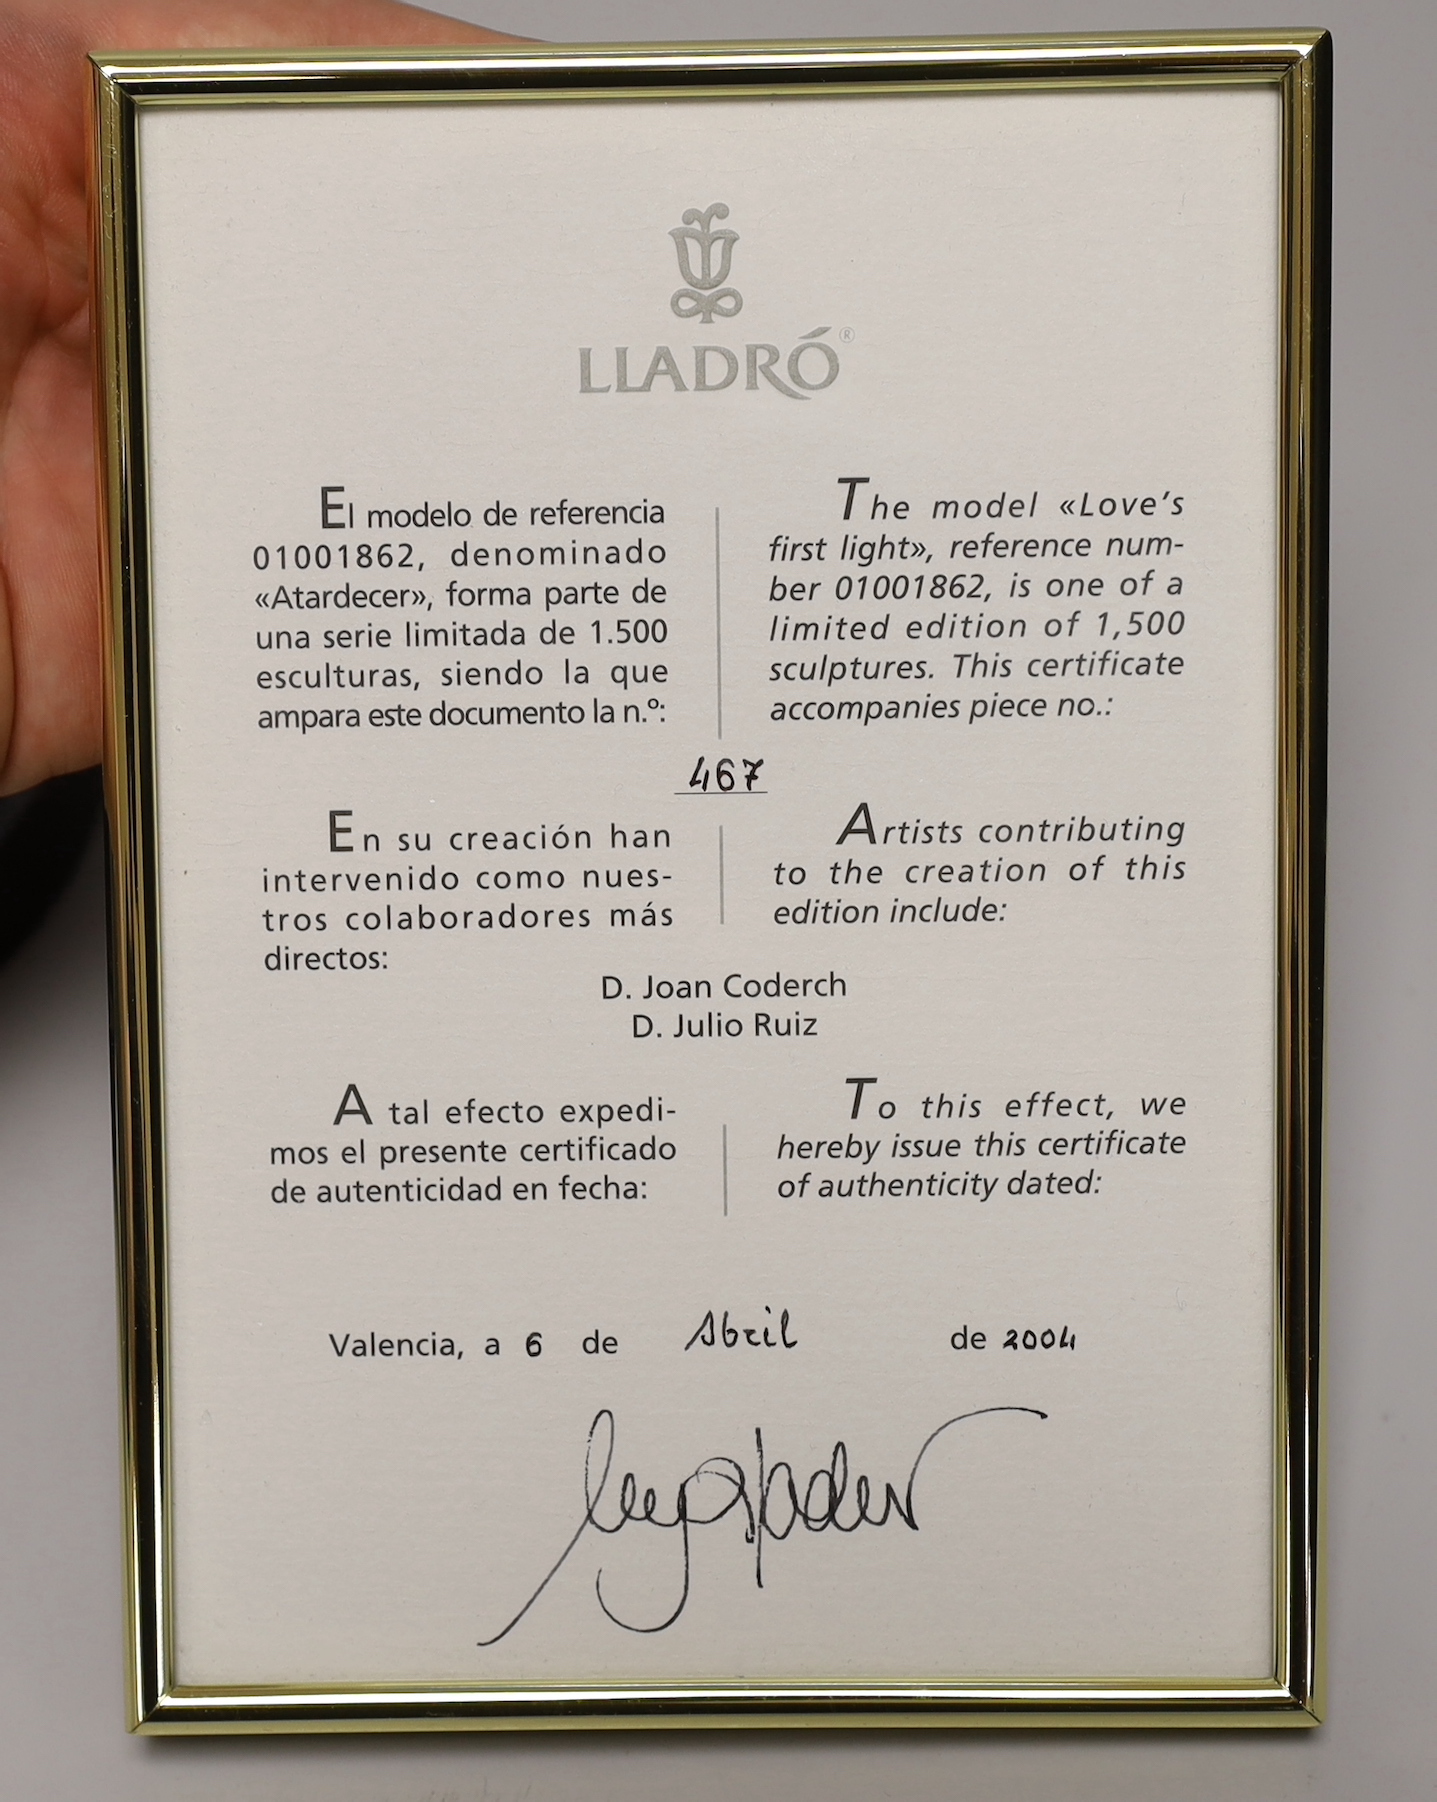 LLADRÓ®
El modelo de referencia
01001862, denominado
«Atardecer», forma parte de
una serie limitada de 1.500
esculturas, siendo la que
ampara este documento la n.º:
The model «Love's
first light», reference num-
ber 01001862, is one of a
limited edition of 1,500
sculptures. This certificate
accompanies piece no.:
467
En su creación han
intervenido como nues-
tros colaboradores más
directos:
Artists contributing
to the creation of this
edition include:
D. Joan Coderch
D. Julio Ruiz
A tal efecto expedi-
mos el presente certificado
de autenticidad en fecha:
To this effect, we
hereby issue this certificate
of authenticity dated:
Valencia, a 6 de Abril de 2004